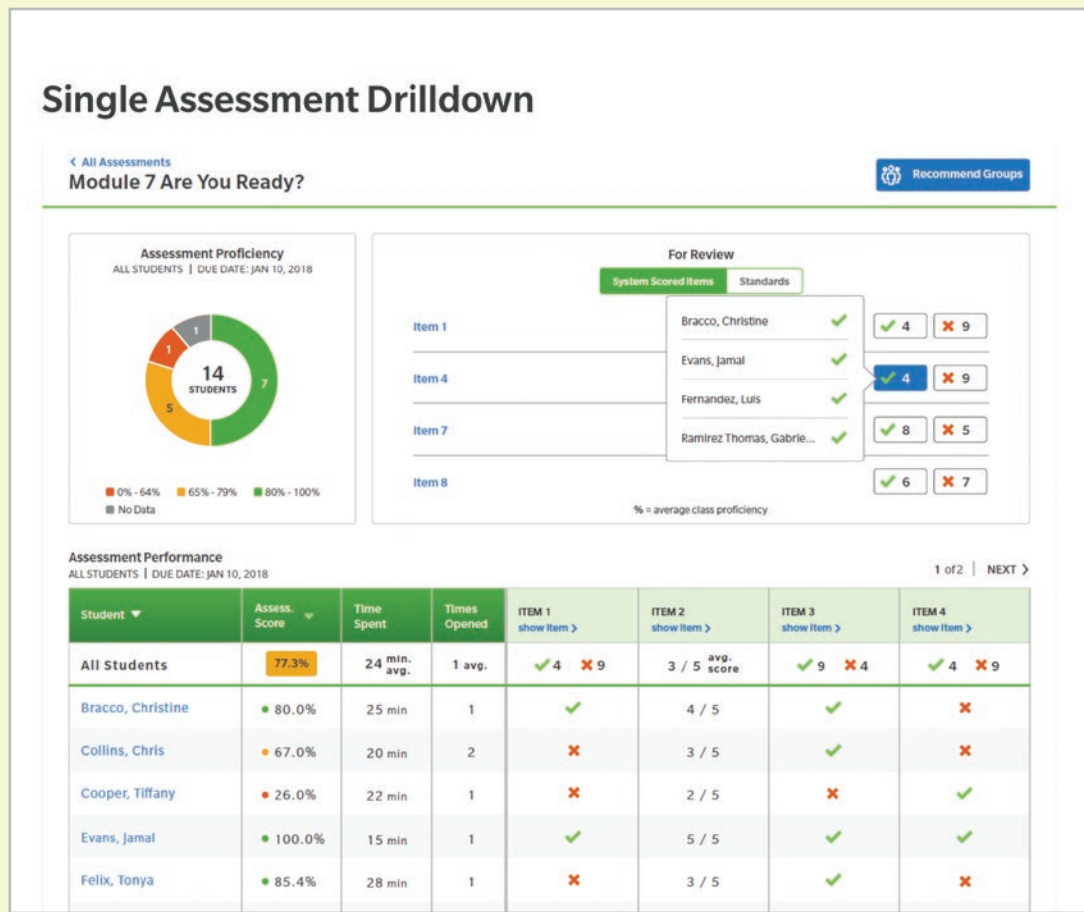 Single Assessment Drilldown
< All Assessments
Module 7 Are You Ready?
Recommend Groups
Assessment Proficiency
ALL STUDENTS | DUE DATE: JAN 10, 2018
1
1
7
5
14
STUDENTS
0% - 64% 65% - 79% 80% - 100%
No Data
For Review
System Scored Items Standards
Item 1 Bracco, Christine ✓ ✓ 4 ✖ 9
Evans, Jamal ✓
Item 4 ✓ 4 ✖ 9
Fernandez, Luis ✓
Item 7 Ramirez Thomas, Gabrie... ✓ ✓ 8 ✖ 5
Item 8 ✓ 6 ✖ 7
% = average class proficiency
Assessment Performance
ALL STUDENTS | DUE DATE: JAN 10, 2018
1 of 2 | NEXT >
Student Assess. Score Time Spent Times Opened ITEM 1 show item > ITEM 2 show item > ITEM 3 show item > ITEM 4 show item >
All Students 77.3% 24 min. avg. 1 avg. ✓ 4 ✖ 9 3 / 5 avg. score ✓ 9 ✖ 4 ✓ 4 ✖ 9
Bracco, Christine 80.0% 25 min 1 ✓ 4 / 5 ✓ ✖
Collins, Chris 67.0% 20 min 2 ✖ 3 / 5 ✓ ✖
Cooper, Tiffany 26.0% 22 min 1 ✖ 2 / 5 ✖ ✓
Evans, Jamal 100.0% 15 min 1 ✓ 5 / 5 ✓ ✓
Felix, Tonya 85.4% 28 min 1 ✖ 3 / 5 ✓ ✖